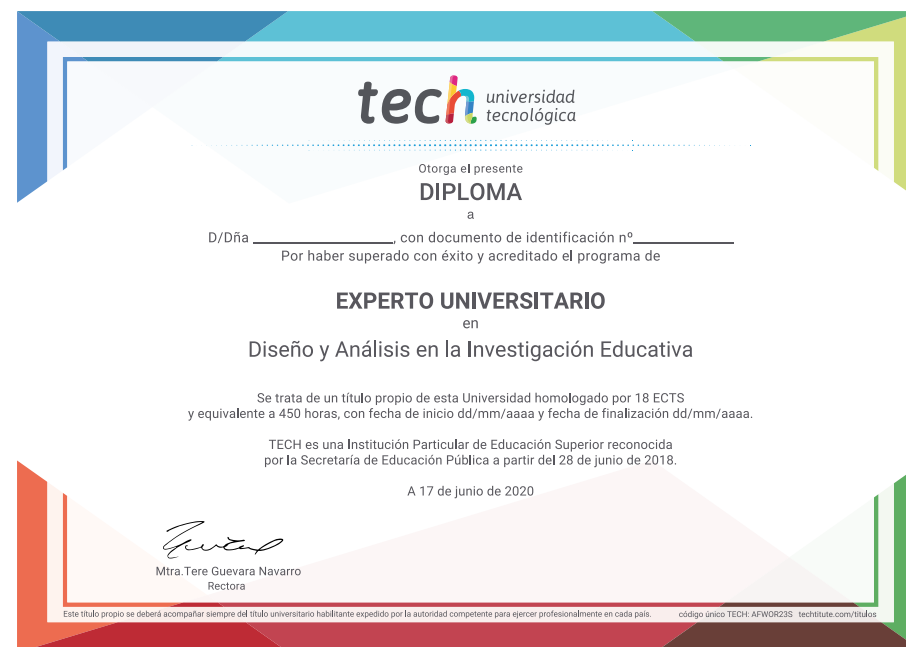 tech universidad
tecnológica
Otorga el presente
DIPLOMA
a
D/Dña ______________, con documento de identificación nº__________
Por haber superado con éxito y acreditado el programa de
EXPERTO UNIVERSITARIO
en
Diseño y Análisis en la Investigación Educativa
Se trata de un título propio de esta Universidad homologado por 18 ECTS
y equivalente a 450 horas, con fecha de inicio dd/mm/aaaa y fecha de finalización dd/mm/aaaa.
TECH es una Institución Particular de Educación Superior reconocida
por la Secretaría de Educación Pública a partir del 28 de junio de 2018.
A 17 de junio de 2020
Mtra.Tere Guevara Navarro
Rectora
Este título propio se deberá acompañar siempre del título universitario habilitante expedido por la autoridad competente para ejercer profesionalmente en cada país. código único TECH: AFWOR23S techtitute.com/titulos